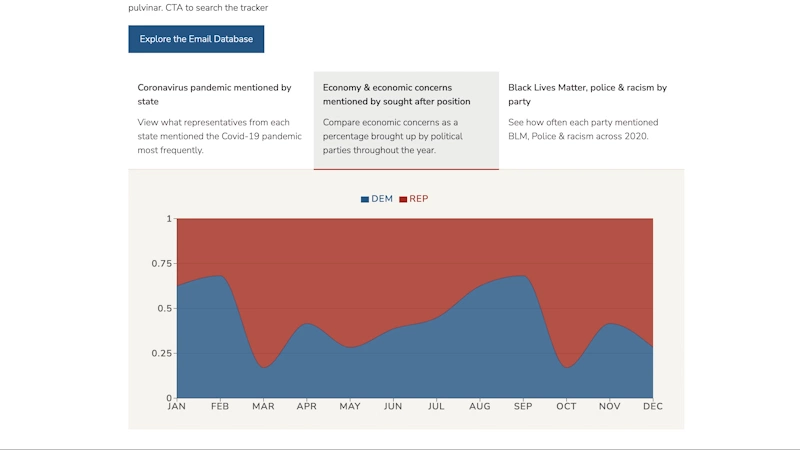 pulvinar. CTA to search the tracker
Explore the Email Database
Coronavirus pandemic mentioned by
state
View what representatives from each
state mentioned the Covid-19 pandemic
most frequently.
Economy & economic concerns
mentioned by sought after position
Compare economic concerns as a
percentage brought up by political
parties throughout the year.
Black Lives Matter, police & racism by
party
See how often each party mentioned
BLM, Police & racism across 2020.
DEM REP
1
0.75
0.5
0.25
0
JAN FEB MAR APR MAY JUN JUL AUG SEP OCT NOV DEC